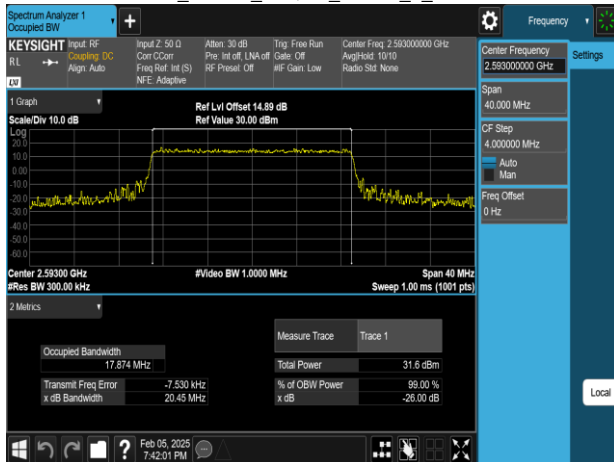 Spectrum Analyzer 1
Occupied BW
Frequency
KEYSIGHT
RL
Input: RF
Coupling: DC
Align: Auto
Input Z: 50 Ω
Corr CCorr
Freq Ref: Int (S)
NFE: Adaptive
Atten: 30 dB
Pre: Int off, LNA off
RF Presel: Off
Trig: Free Run
Gate: Off
#IF Gain: Low
Center Freq: 2.593000000 GHz
Avg|Hold: 10/10
Radio Std: None
Center Frequency
2.593000000 GHz
Settings
Span
40.000 MHz
CF Step
4.000000 MHz
Auto
Man
Freq Offset
0 Hz
Local
1 Graph
Scale/Div 10.0 dB
Ref Lvl Offset 14.89 dB
Ref Value 30.00 dBm
Log
20.0
10.0
0.00
-10.0
-20.0
-30.0
-40.0
-50.0
-60.0
Center 2.59300 GHz
#Video BW 1.0000 MHz
Span 40 MHz
#Res BW 300.00 kHz
Sweep 1.00 ms (1001 pts)
2 Metrics
Measure Trace
Trace 1
Occupied Bandwidth
17.874 MHz
Total Power
31.6 dBm
Transmit Freq Error
-7.530 kHz
% of OBW Power
99.00 %
x dB Bandwidth
20.45 MHz
x dB
-26.00 dB
Feb 05, 2025
7:42:01 PM